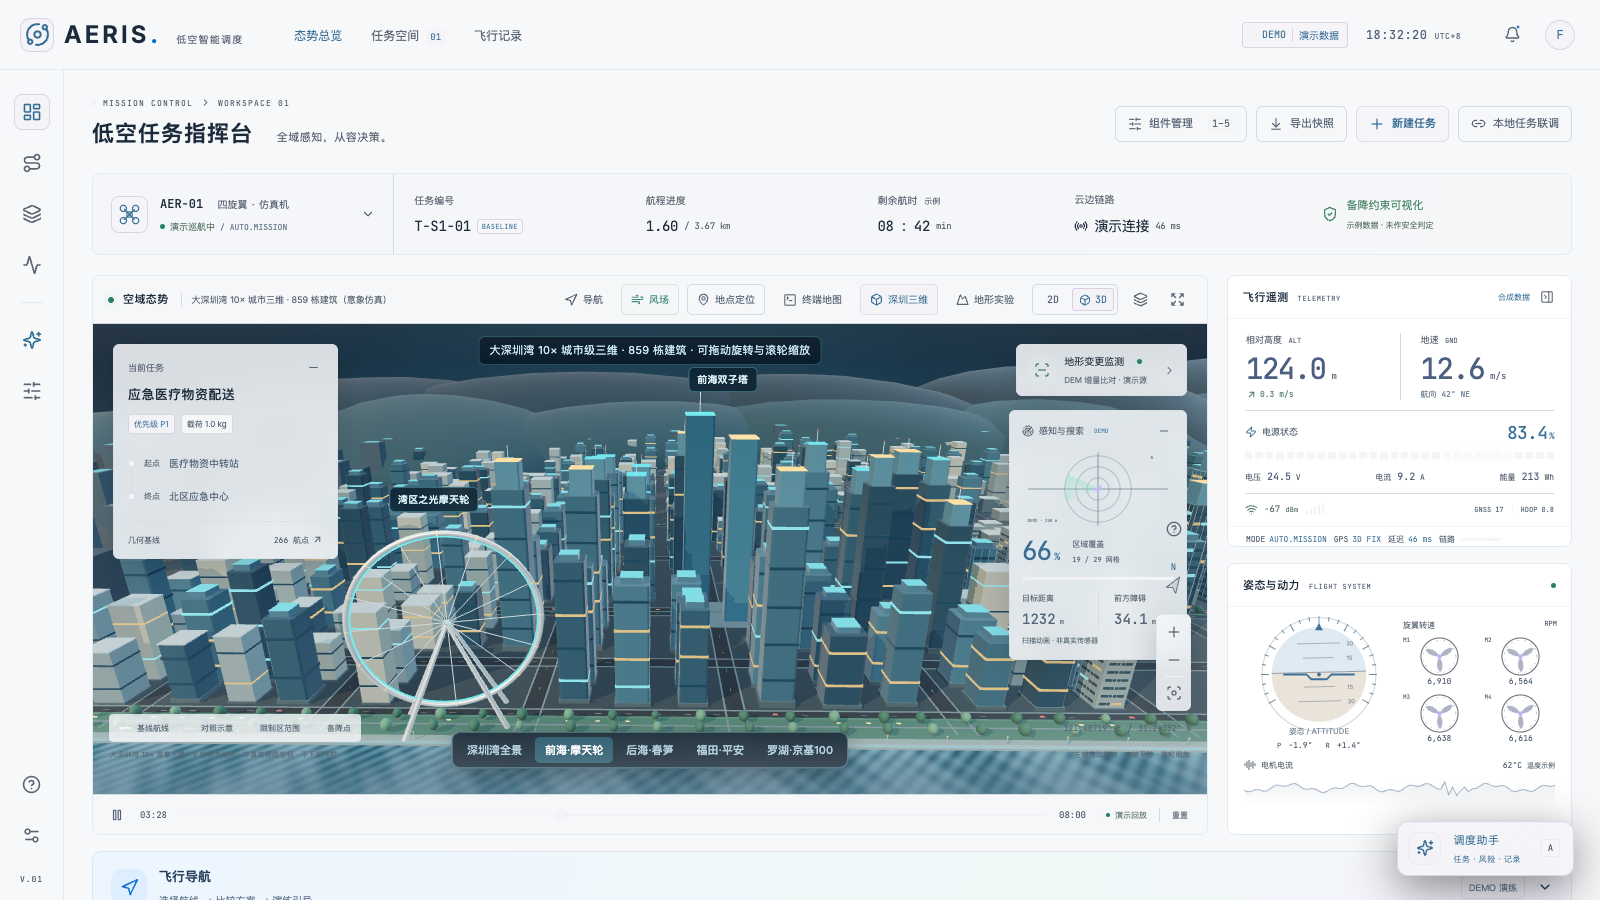 AERIS.
低空智能调度
态势总览
任务空间 01
飞行记录
DEMO 演示数据
18:32:20 UTC+8
F
MISSION CONTROL > WORKSPACE 01
低空任务指挥台
全域感知，从容决策。
组件管理 1-5
导出快照
新建任务
本地任务联调
AER-01 四旋翼 · 仿真机
演示巡航中 / AUTO.MISSION
任务编号
T-S1-01 BASELINE
航程进度
1.60 / 3.67 km
剩余航时 示例
08 : 42 min
云边链路
演示连接 46 ms
备降约束可视化
示例数据 · 未作安全判定
空域态势
大深圳湾 10× 城市三维 · 859 栋建筑（意象仿真）
导航
风场
地点定位
终端地图
深圳三维
地形实验
2D
3D
大深圳湾 10× 城市级三维 · 859 栋建筑 · 可拖动旋转与滚轮缩放
前海双子塔
湾区之光摩天轮
当前任务
应急医疗物资配送
优先级 P1
载荷 1.0 kg
起点 医疗物资中转站
终点 北区应急中心
几何基线
266 航点
地形变更监测
DEM 增量比对 · 演示源
感知与搜索 DEMO
66%
区域覆盖
19 / 29 网格
目标距离
1232 m
前方障碍
34.1 m
扫描动画 · 非真实传感器
N
基线航线
对照示意
限制区范围
备降点
深圳湾全景
前海·摩天轮
后海·春笋
福田·平安
罗湖·京基100
03:28
08:00
演示回放
重置
飞行遥测 TELEMETRY
合成数据
相对高度 ALT
124.0 m
0.3 m/s
地速 GND
12.6 m/s
航向 42° NE
电源状态
83.4%
电压 24.5 V
电流 9.2 A
能量 213 Wh
-67 dBm
GNSS 17
HDOP 0.8
MODE AUTO.MISSION GPS 3D FIX 延迟 46 ms 链路
姿态与动力 FLIGHT SYSTEM
30
15
15
30
姿态 / ATTITUDE
P -1.9° R +1.4°
旋翼转速
RPM
M1
6,910
M2
6,564
M3
6,638
M4
6,616
电机电流
62°C 温度示例
调度助手
任务 · 风险 · 记录
A
飞行导航
DEMO 演练
V.01